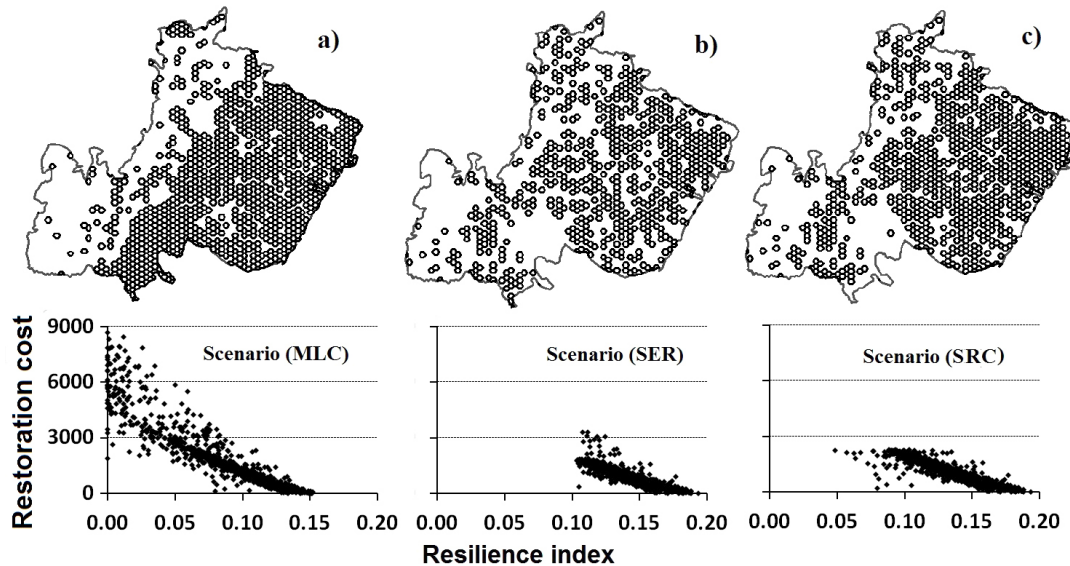 a)
b)
c)
Restoration cost
9000
6000
3000
0
Scenario (MLC)
Scenario (SER)
Scenario (SRC)
0.00 0.05 0.10 0.15 0.20
0.00 0.05 0.10 0.15 0.20
0.00 0.05 0.10 0.15 0.20
Resilience index